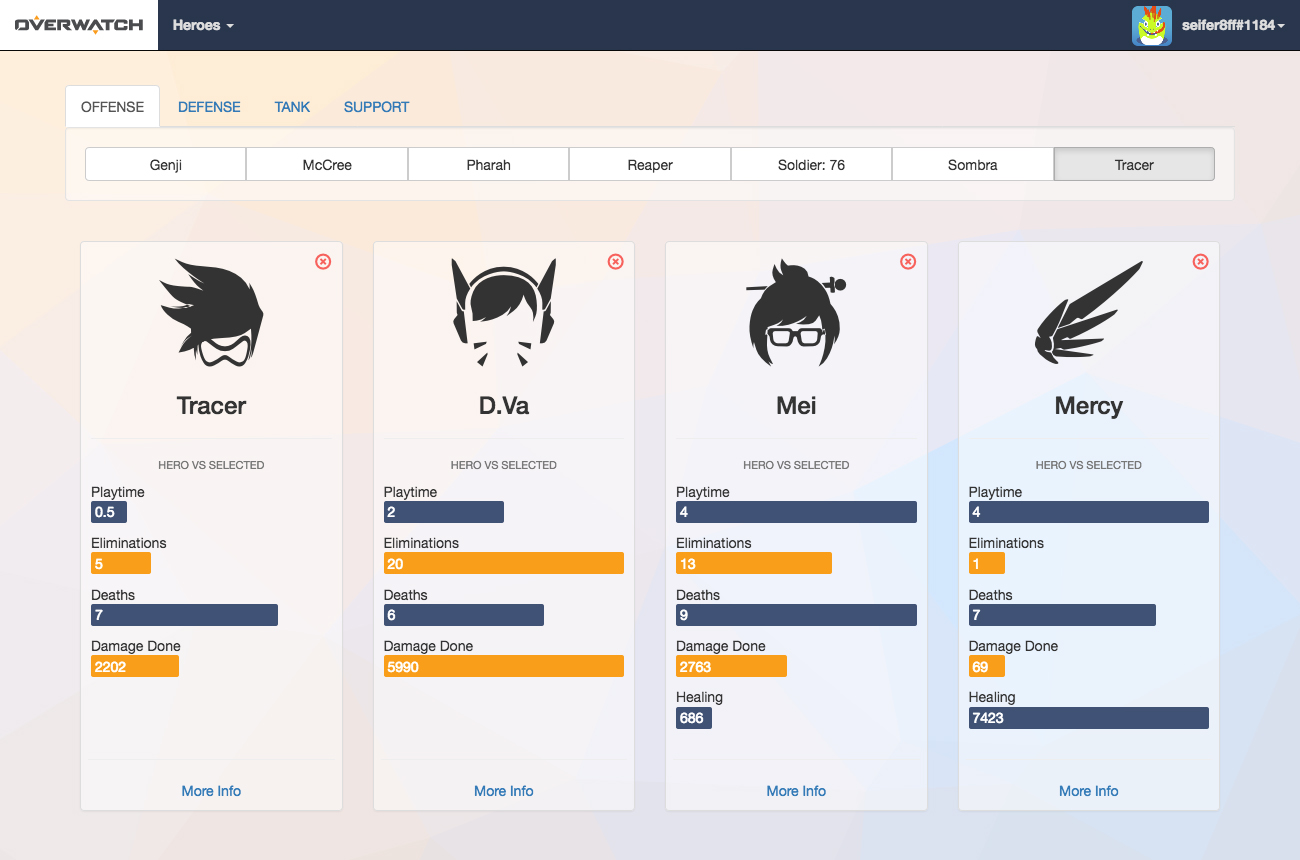 OVERWATCH Heroes seifer8ff#1184
OFFENSE DEFENSE TANK SUPPORT
Genji McCree Pharah Reaper Soldier: 76 Sombra Tracer
Tracer
HERO VS SELECTED
Playtime
0.5
Eliminations
5
Deaths
7
Damage Done
2202
More Info
D.Va
HERO VS SELECTED
Playtime
2
Eliminations
20
Deaths
6
Damage Done
5990
More Info
Mei
HERO VS SELECTED
Playtime
4
Eliminations
13
Deaths
9
Damage Done
2763
Healing
686
More Info
Mercy
HERO VS SELECTED
Playtime
4
Eliminations
1
Deaths
7
Damage Done
69
Healing
7423
More Info